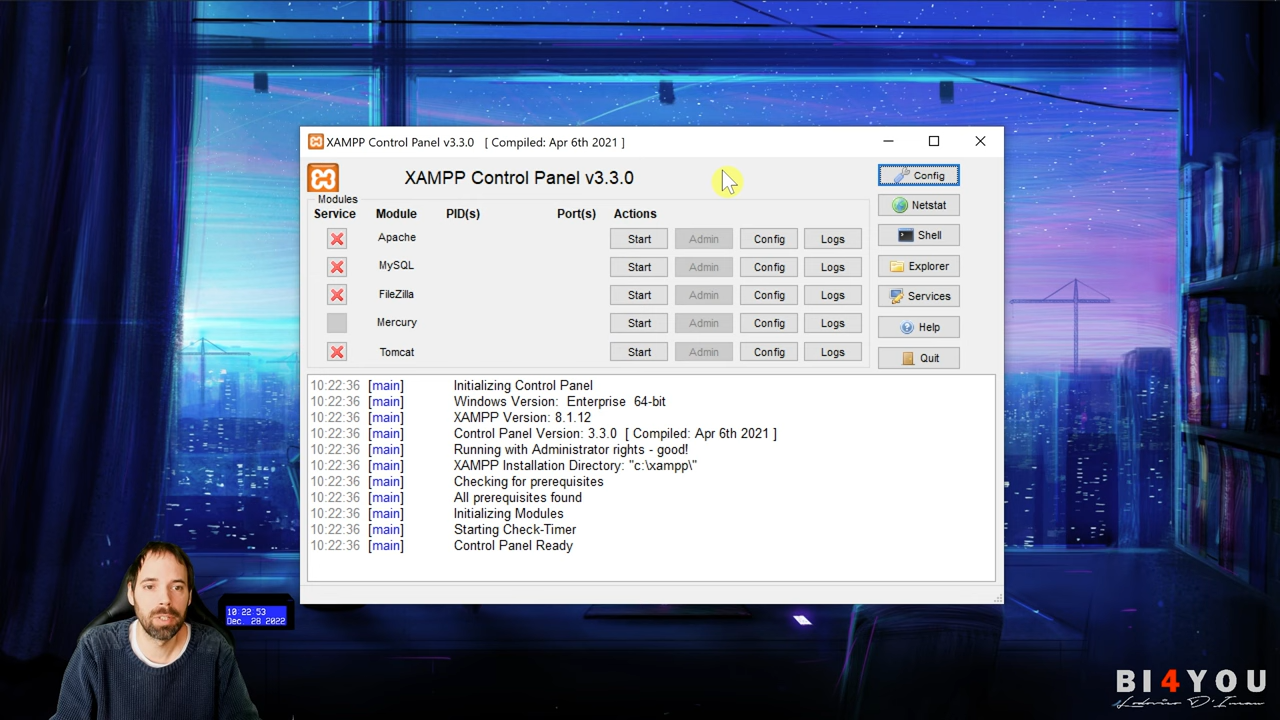 XAMPP Control Panel v3.3.0 [ Compiled: Apr 6th 2021 ]
XAMPP Control Panel v3.3.0
Config
Modules
Service Module PID(s) Port(s) Actions
Netstat
Apache Start Admin Config Logs
Shell
MySQL Start Admin Config Logs
Explorer
FileZilla Start Admin Config Logs
Services
Mercury Start Admin Config Logs
Help
Tomcat Start Admin Config Logs
Quit
10:22:36 [main] Initializing Control Panel
10:22:36 [main] Windows Version: Enterprise 64-bit
10:22:36 [main] XAMPP Version: 8.1.12
10:22:36 [main] Control Panel Version: 3.3.0 [ Compiled: Apr 6th 2021 ]
10:22:36 [main] Running with Administrator rights - good!
10:22:36 [main] XAMPP Installation Directory: "c:\xampp\"
10:22:36 [main] Checking for prerequisites
10:22:36 [main] All prerequisites found
10:22:36 [main] Initializing Modules
10:22:36 [main] Starting Check-Timer
10:22:36 [main] Control Panel Ready
10 22 53
Dec. 28 2022
BI4YOU